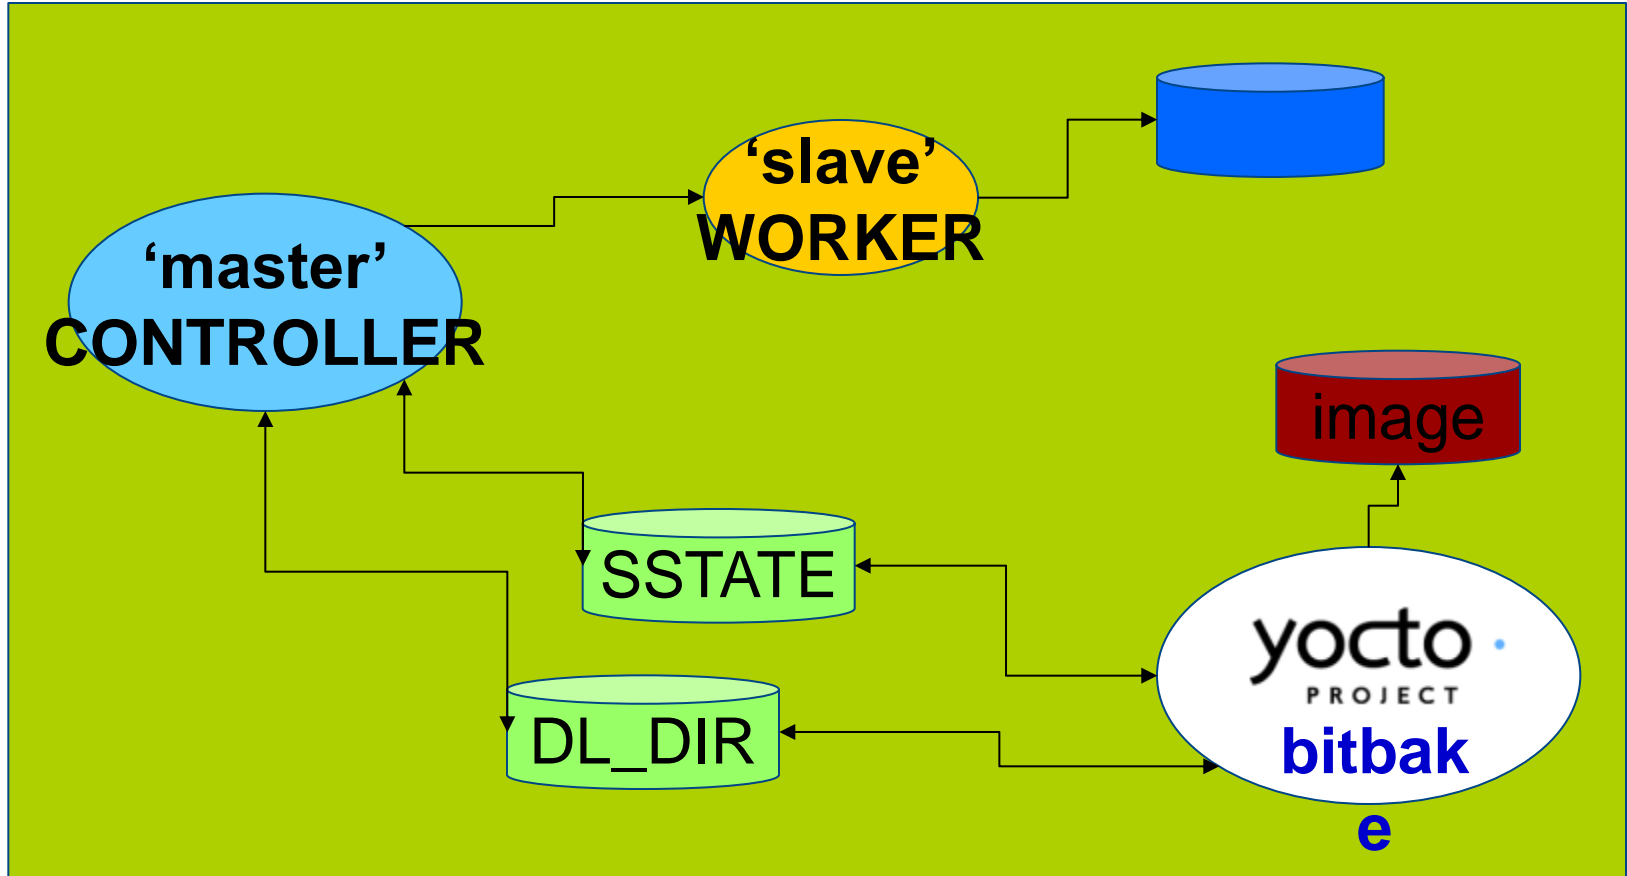 ‘slave’
WORKER
‘master’
CONTROLLER
image
SSTATE
yocto
PROJECT
DL_DIR
bitbak
e